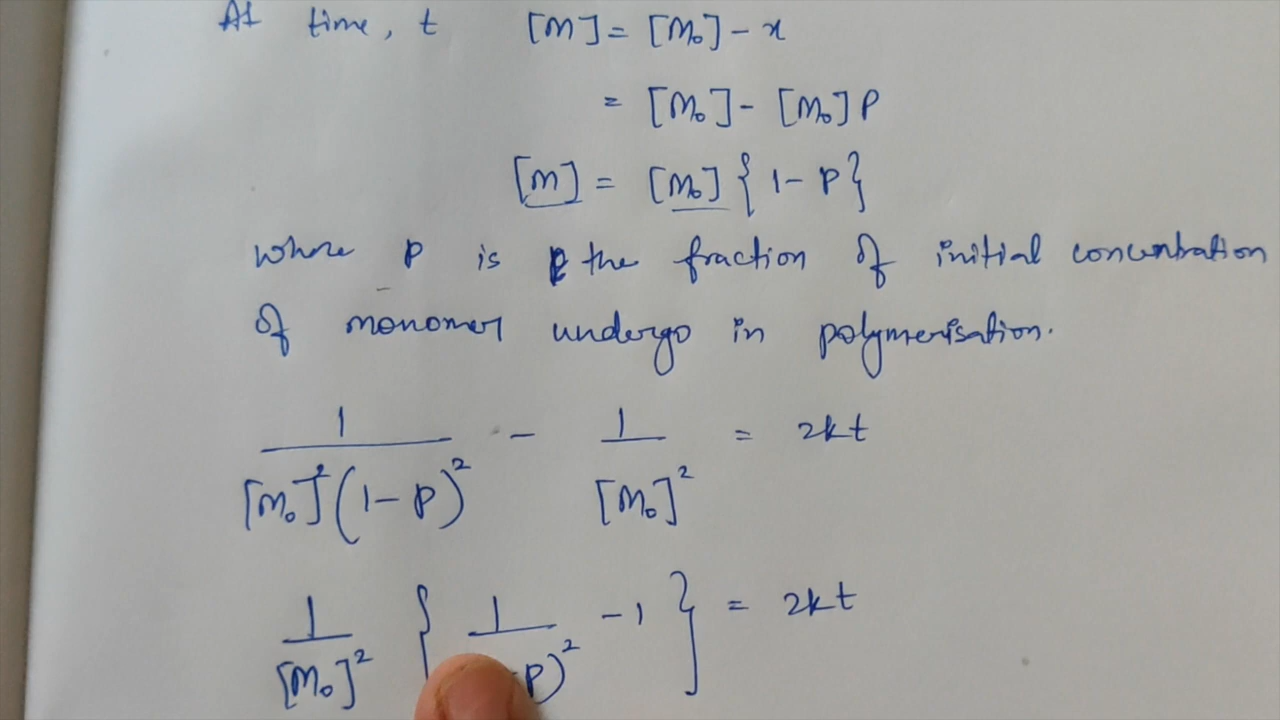 At time, t [M] = [M₀] - x
= [M₀] - [M₀] P
[M] = [M₀] { 1 - P }
where P is the fraction of initial concentration
of monomer undergo in polymerisation.
1 / [M₀]² (1 - P)² - 1 / [M₀]² = 2kt
1 / [M₀]² { 1 / -P)² - 1 } = 2kt